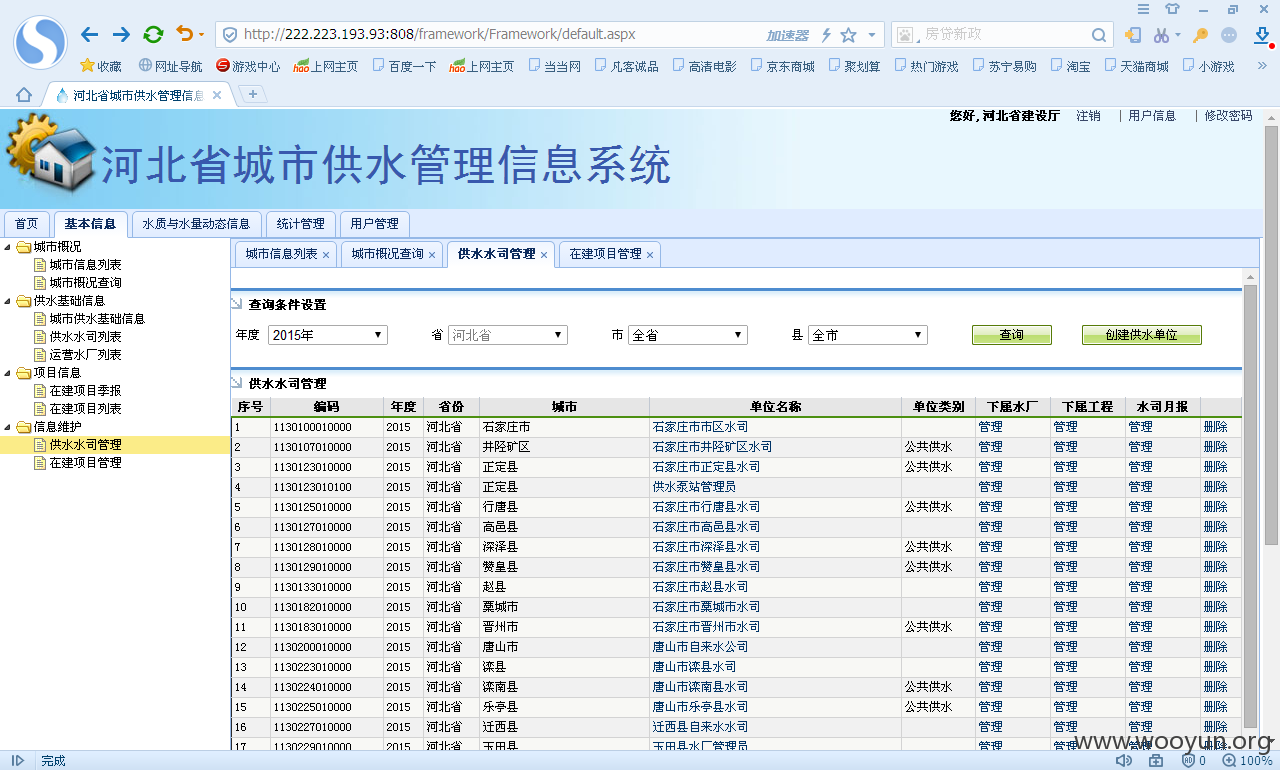 http://222.223.193.93:808/framework/Framework/default.aspx 加速器 房贷新政
收藏 网址导航 游戏中心 hao上网主页 百度一下 hao上网主页 当当网 凡客诚品 高清电影 京东商城 聚划算 热门游戏 苏宁易购 淘宝 天猫商城 小游戏 »
河北省城市供水管理信息 × +
您好,河北省建设厅 注销 | 用户信息 | 修改密码
河北省城市供水管理信息系统
首页 基本信息 水质与水量动态信息 统计管理 用户管理
城市概况
城市信息列表
城市概况查询
供水基础信息
城市供水基础信息
供水水司列表
运营水厂列表
项目信息
在建项目季报
在建项目列表
信息维护
供水水司管理
在建项目管理
城市信息列表 × 城市概况查询 × 供水水司管理 × 在建项目管理 ×
查询条件设置
年度 2015年 省 河北省 市 全省 县 全市 查询 创建供水单位
供水水司管理
序号 编码 年度 省份 城市 单位名称 单位类别 下属水厂 下属工程 水司月报
1 1130100010000 2015 河北省 石家庄市 石家庄市市区水司 管理 管理 管理 删除
2 1130107010000 2015 河北省 井陉矿区 石家庄市井陉矿区水司 公共供水 管理 管理 管理 删除
3 1130123010000 2015 河北省 正定县 石家庄市正定县水司 公共供水 管理 管理 管理 删除
4 1130123010100 2015 河北省 正定县 供水泵站管理员 管理 管理 管理 删除
5 1130125010000 2015 河北省 行唐县 石家庄市行唐县水司 公共供水 管理 管理 管理 删除
6 1130127010000 2015 河北省 高邑县 石家庄市高邑县水司 管理 管理 管理 删除
7 1130128010000 2015 河北省 深泽县 石家庄市深泽县水司 公共供水 管理 管理 管理 删除
8 1130129010000 2015 河北省 赞皇县 石家庄市赞皇县水司 公共供水 管理 管理 管理 删除
9 1130133010000 2015 河北省 赵县 石家庄市赵县水司 管理 管理 管理 删除
10 1130182010000 2015 河北省 藁城市 石家庄市藁城市水司 管理 管理 管理 删除
11 1130183010000 2015 河北省 晋州市 石家庄市晋州市水司 公共供水 管理 管理 管理 删除
12 1130200010000 2015 河北省 唐山市 唐山市自来水公司 管理 管理 管理 删除
13 1130223010000 2015 河北省 滦县 唐山市滦县水司 管理 管理 管理 删除
14 1130224010000 2015 河北省 滦南县 唐山市滦南县水司 公共供水 管理 管理 管理 删除
15 1130225010000 2015 河北省 乐亭县 唐山市乐亭县水司 公共供水 管理 管理 管理 删除
16 1130227010000 2015 河北省 迁西县 迁西县自来水水司 管理 管理 管理 删除
17 1130229010000 2015 河北省 玉田县 玉田县水厂管理员 管理 管理 管理 删除
www.wooyun.org
完成 0 100%